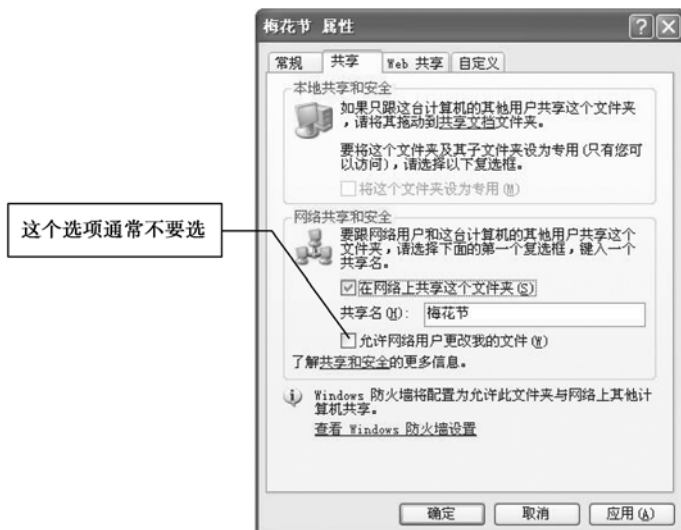 梅花节 属性
常规 共享 Web 共享 自定义
本地共享和安全
如果只跟这台计算机的其他用户共享这个文件夹
，请将其拖动到共享文档文件夹。
要将这个文件夹及其子文件夹设为专用(只有您可
以访问)，请选择以下复选框。
将这个文件夹设为专用(M)
这个选项通常不要选
网络共享和安全
要跟网络用户和这台计算机的其他用户共享这个
文件夹，请选择下面的第一个复选框，键入一个
共享名。
在网络上共享这个文件夹(S)
共享名(H): 梅花节
允许网络用户更改我的文件(W)
了解共享和安全的更多信息。
Windows 防火墙将配置为允许此文件夹与网络上其他计
算机共享。
查看 Windows 防火墙设置
确定 取消 应用(A)